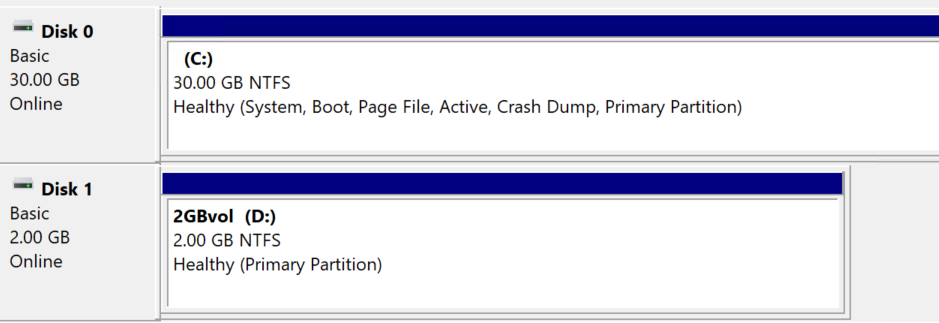 Disk 0
Basic
30.00 GB
Online
(C:)
30.00 GB NTFS
Healthy (System, Boot, Page File, Active, Crash Dump, Primary Partition)
Disk 1
Basic
2.00 GB
Online
2GBvol (D:)
2.00 GB NTFS
Healthy (Primary Partition)